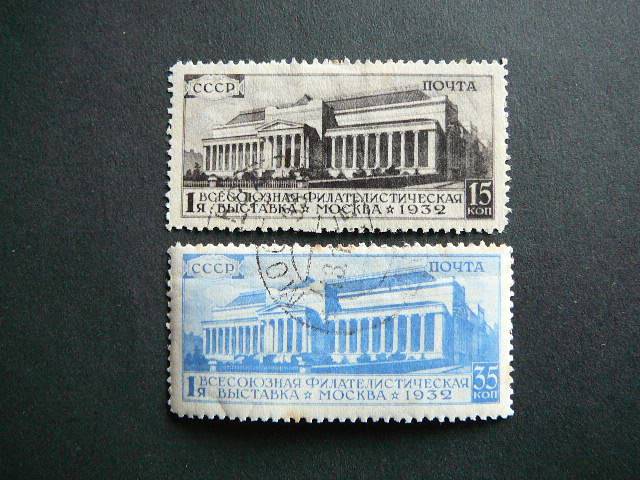 СССР ПОЧТА
1я ВСЕСОЮЗНАЯ ФИЛАТЕЛИСТИЧЕСКАЯ 15
ВЫСТАВКА ★ МОСКВА ★ 1932 КОП
СССР ПОЧТА
1я ВСЕСОЮЗНАЯ ФИЛАТЕЛИСТИЧЕСКАЯ 35
ВЫСТАВКА ★ МОСКВА ★ 1932 КОП